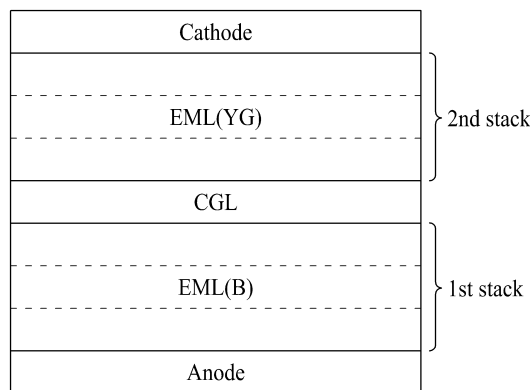 Cathode
EML(YG)
2nd stack
CGL
EML(B)
1st stack
Anode